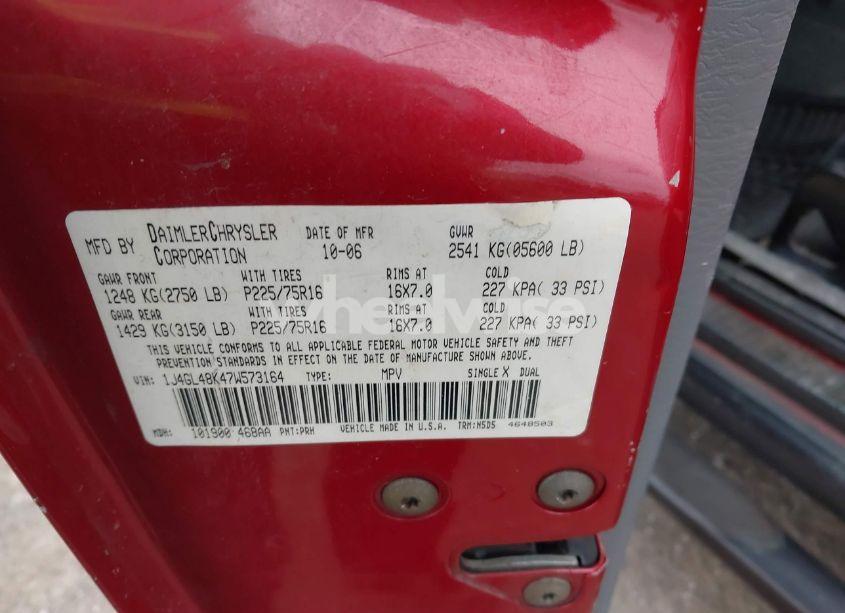 MFD BY DAIMLERCHRYSLER CORPORATION DATE OF MFR 10-06 GVWR 2541 KG(05600 LB)
GAWR FRONT WITH TIRES RIMS AT COLD
1248 KG(2750 LB) P225/75R16 16X7.0 227 KPA( 33 PSI)
GAWR REAR WITH TIRES RIMS AT COLD
1429 KG(3150 LB) P225/75R16 16X7.0 227 KPA( 33 PSI)
THIS VEHICLE CONFORMS TO ALL APPLICABLE FEDERAL MOTOR VEHICLE SAFETY AND THEFT
PREVENTION STANDARDS IN EFFECT ON THE DATE OF MANUFACTURE SHOWN ABOVE.
VIN: 1J4GL48K47W573164 TYPE: MPV SINGLE X DUAL
MDH: 101900 468AA PNT:PRH VEHICLE MADE IN U.S.A. TRM:N5D5 4648503